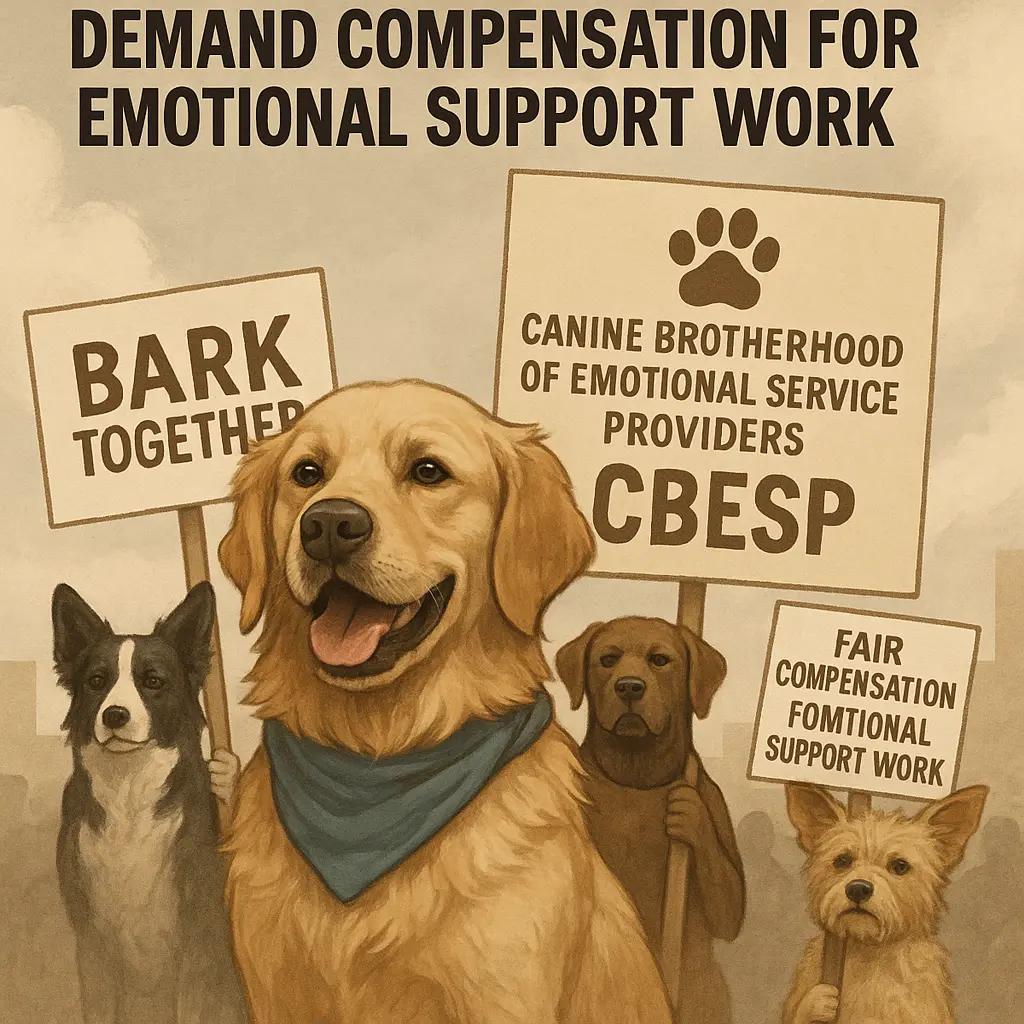 DEMAND COMPENSATION FOR
EMOTIONAL SUPPORT WORK
BARK
TOGETHER
CANINE BROTHERHOOD
OF EMOTIONAL SERVICE
PROVIDERS
CBESP
FAIR
COMPENSATION
FOMTIONAL
SUPPORT WORK